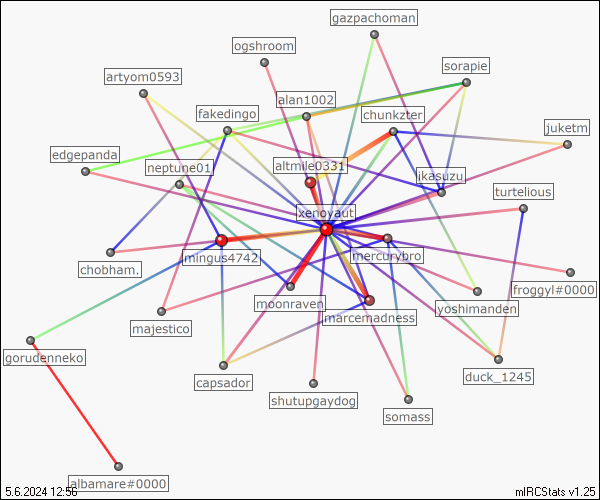 gazpachoman
ogshroom
sorapie
artyom0593
alan1002
fakedingo
chunkzter
juketm
edgepanda
neptune01
altmile0331
ikasuzu
turtelious
xenoyaut
mingus4742
mercurybro
chobham.
froggyl#0000
moonraven
yoshimanden
majestico
marcemadness
gorudenneko
capsador
duck_1245
shutupgaydog
somass
albamare#0000
5.6.2024 12:56
mIRCStats v1.25